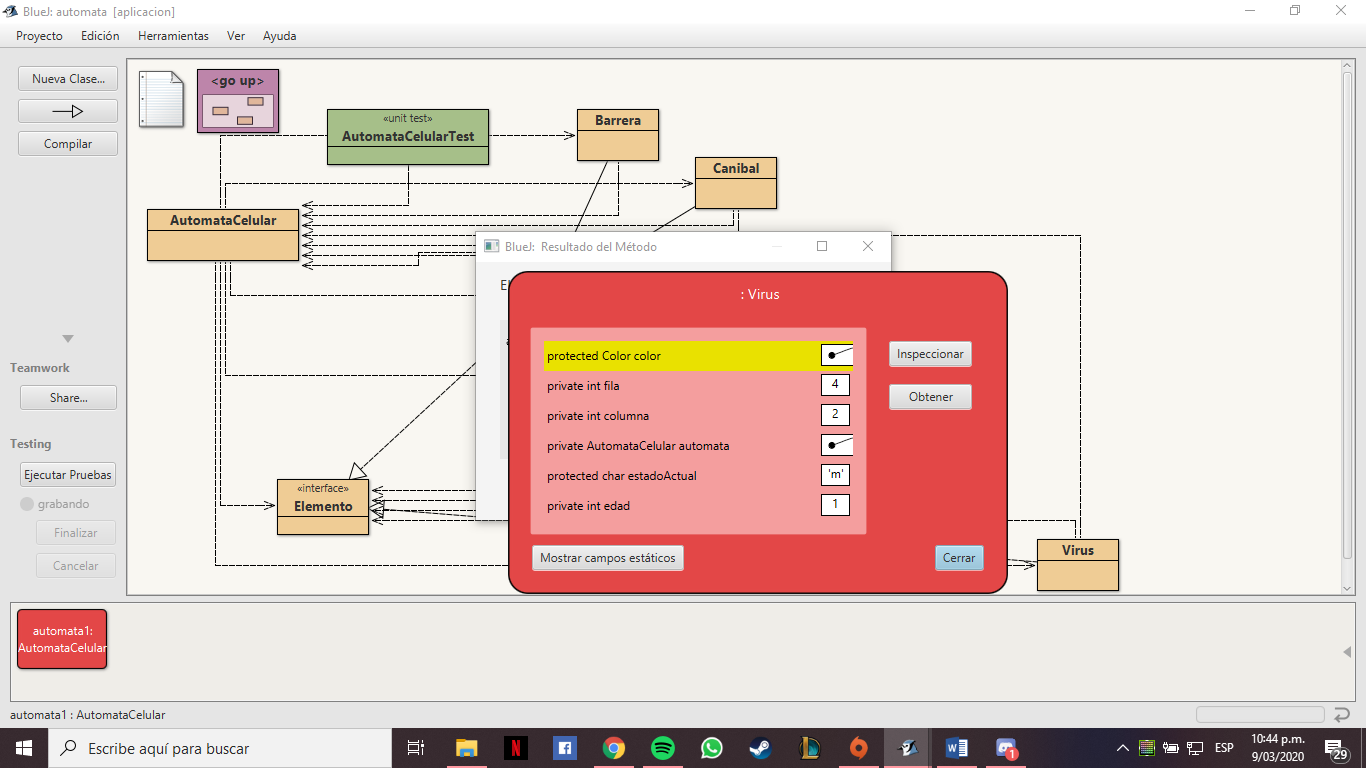 BlueJ: automata [aplicacion]
Proyecto Edición Herramientas Ver Ayuda
Nueva Clase...
Compilar
Teamwork
Share...
Testing
Ejecutar Pruebas
grabando
Finalizar
Cancelar
<go up>
«unit test»
AutomataCelularTest
Barrera
Canibal
AutomataCelular
«interface»
Elemento
Virus
BlueJ: Resultado del Método
: Virus
protected Color color
private int fila 4
private int columna 2
private AutomataCelular automata
protected char estadoActual 'm'
private int edad 1
Inspeccionar
Obtener
Mostrar campos estáticos
Cerrar
automata1:
AutomataCelular
automata1 : AutomataCelular
Escribe aquí para buscar
ESP
10:44 p.m.
9/03/2020
1
29